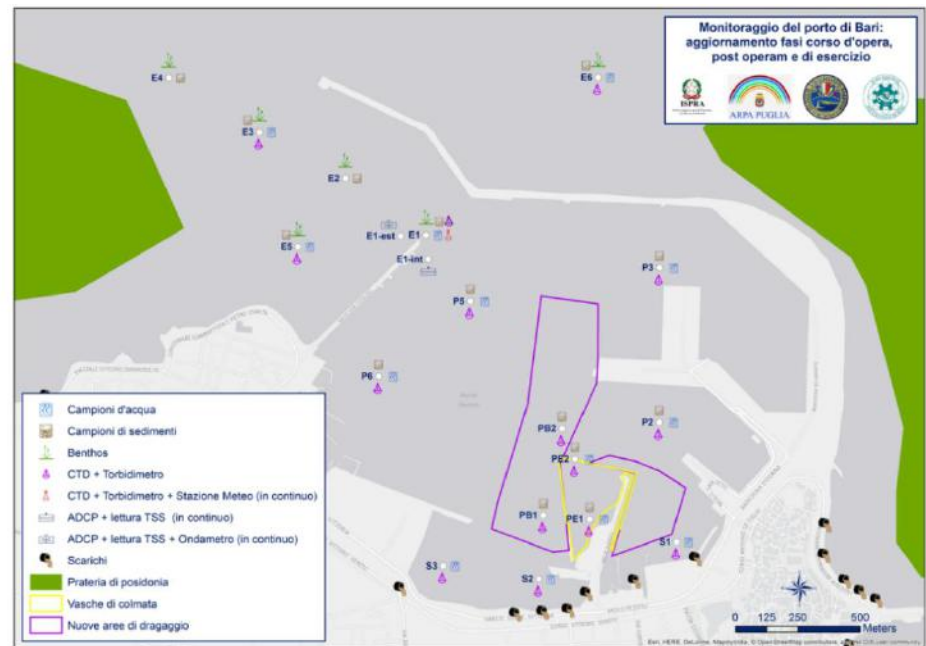 Monitoraggio del porto di Bari:
aggiornamento fasi corso d'opera,
post operam e di esercizio
ISPRA
ARPA PUGLIA
E4
E6
E3
E2
E1-est
E1
E5
E1-int
P3
P5
P6
PB2
P2
PE2
PB1
PE1
S1
S3
S2
Campioni d'acqua
Campioni di sedimenti
Benthos
CTD + Torbidimetro
CTD + Torbidimetro + Stazione Meteo (in continuo)
ADCP + lettura TSS (in continuo)
ADCP + lettura TSS + Ondametro (in continuo)
Scarichi
Prateria di posidonia
Vasche di colmata
Nuove aree di dragaggio
0 125 250 500
Meters